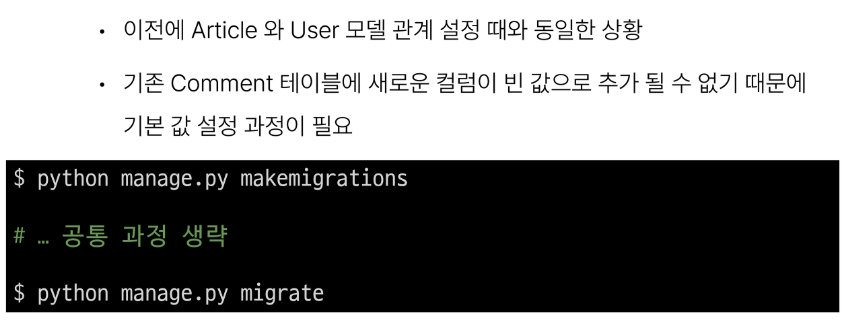 • 이전에 Article 와 User 모델 관계 설정 때와 동일한 상황
• 기존 Comment 테이블에 새로운 컬럼이 빈 값으로 추가 될 수 없기 때문에
기본 값 설정 과정이 필요
$ python manage.py makemigrations
# … 공통 과정 생략
$ python manage.py migrate